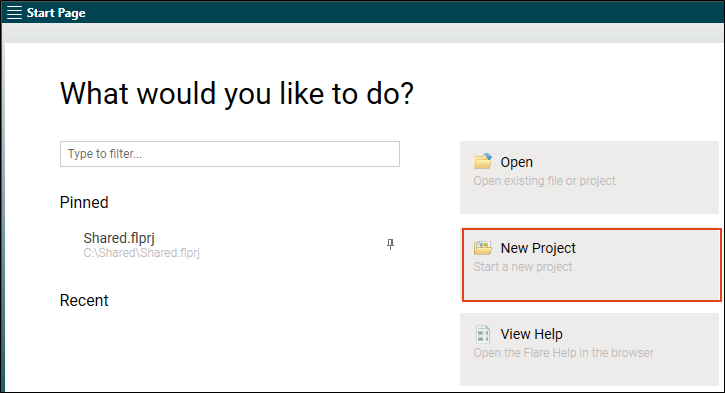 Start Page
What would you like to do?
Type to filter...
Pinned
Shared.flprj
C:\Shared\Shared.flprj
Recent
Open
Open existing file or project
New Project
Start a new project
View Help
Open the Flare Help in the browser